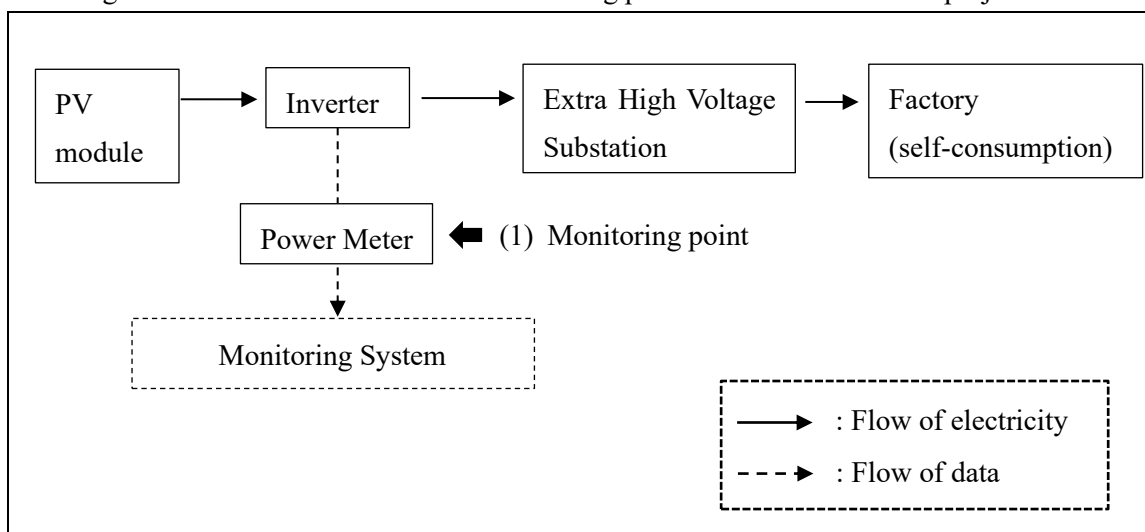 PV
module
Inverter
Extra High Voltage
Substation
Factory
(self-consumption)
Power Meter
(1) Monitoring point
Monitoring System
: Flow of electricity
: Flow of data